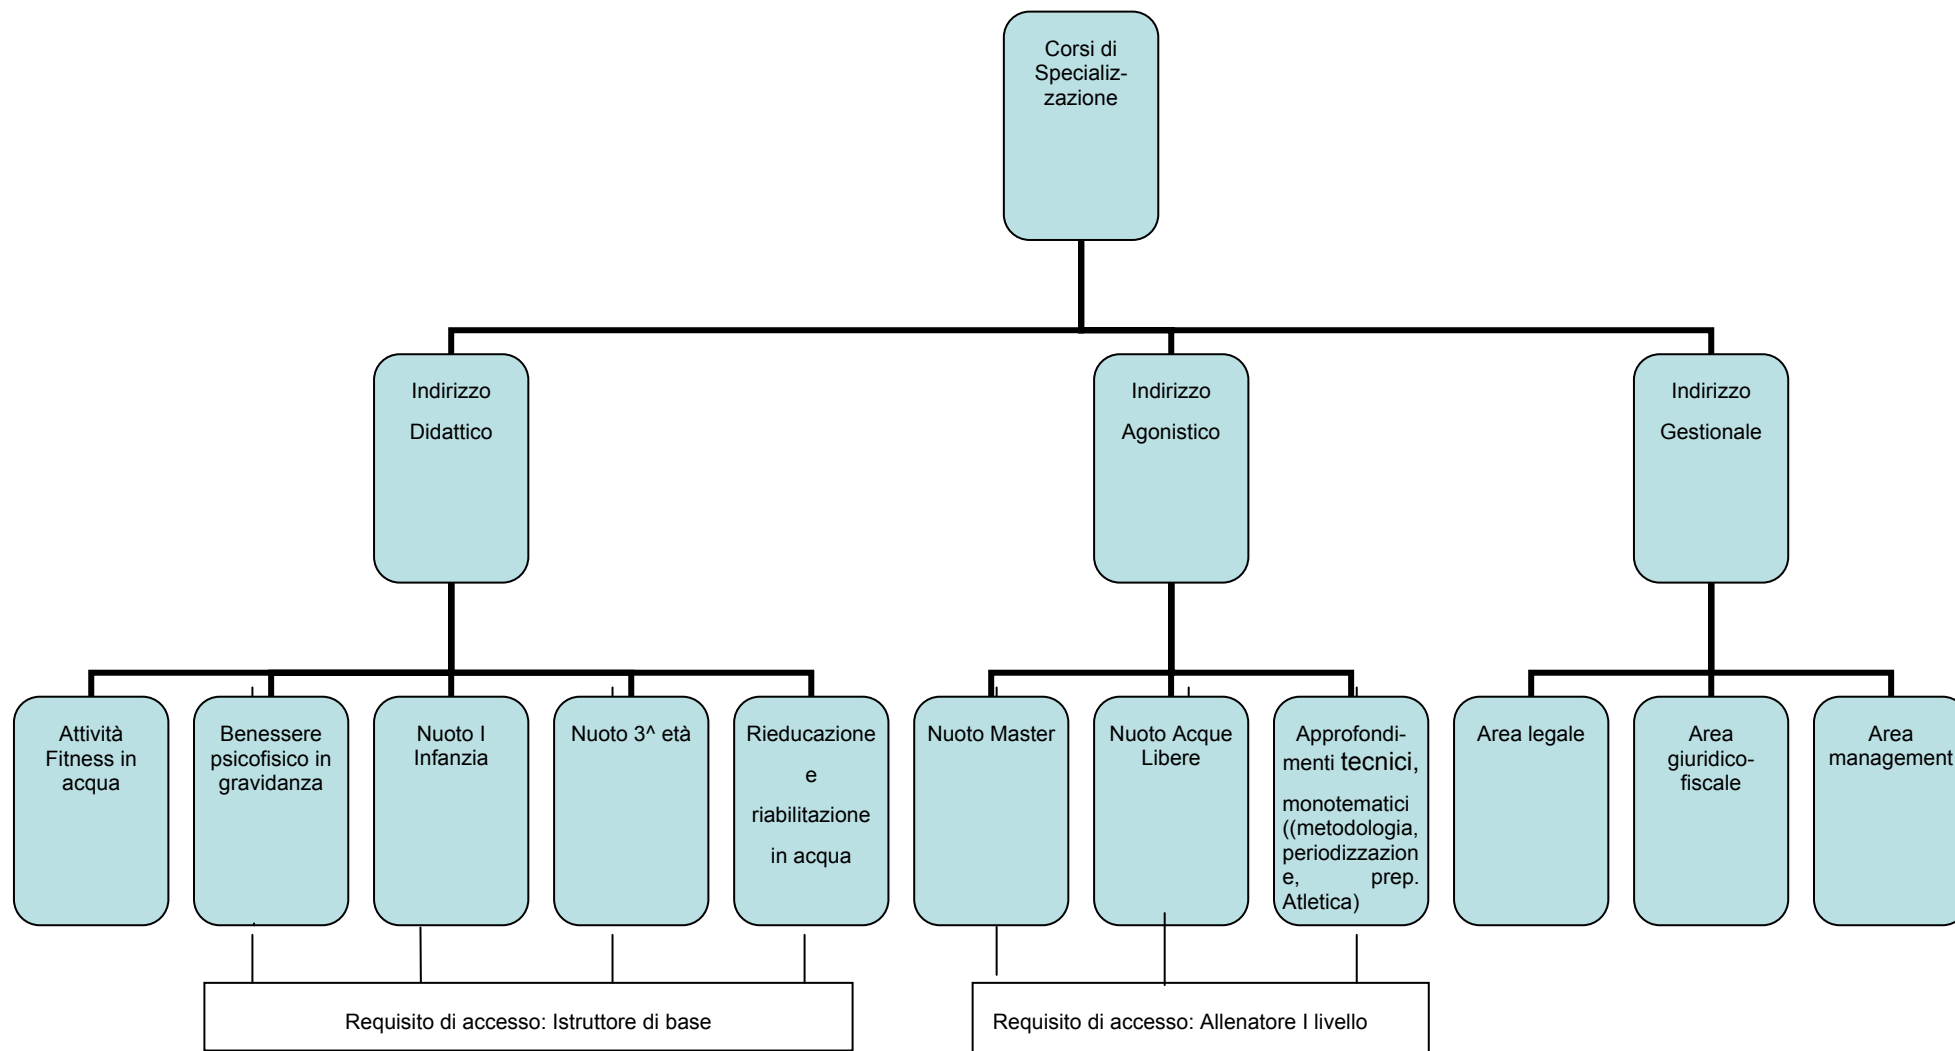 Corsi di
Specializ-
zazione
Indirizzo
Didattico
Indirizzo
Agonistico
Indirizzo
Gestionale
Attività
Fitness in
acqua
Benessere
psicofisico in
gravidanza
Nuoto I
Infanzia
Nuoto 3^ età
Rieducazione
e
riabilitazione
in acqua
Nuoto Master
Nuoto Acque
Libere
Approfondi-
menti tecnici,
monotematici
((metodologia,
periodizzazion
e, prep.
Atletica)
Area legale
Area
giuridico-
fiscale
Area
management
Requisito di accesso: Istruttore di base
Requisito di accesso: Allenatore I livello